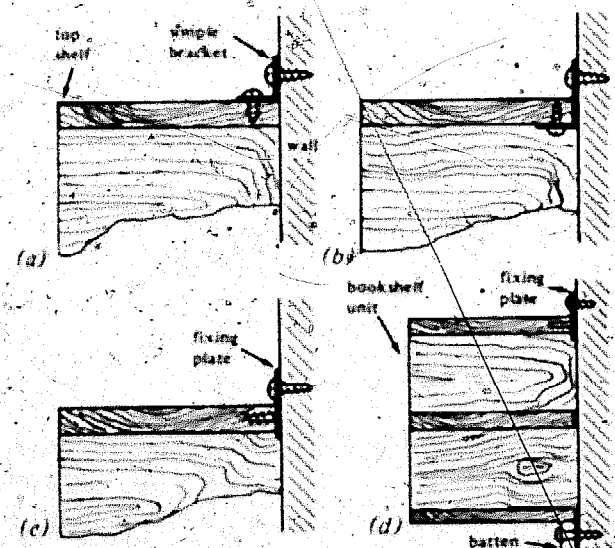 top
shelf
simple
bracket
wall
(a)
(b)
bookshelf
unit
fixing
plate
fixing
plate
(c)
(d)
batten